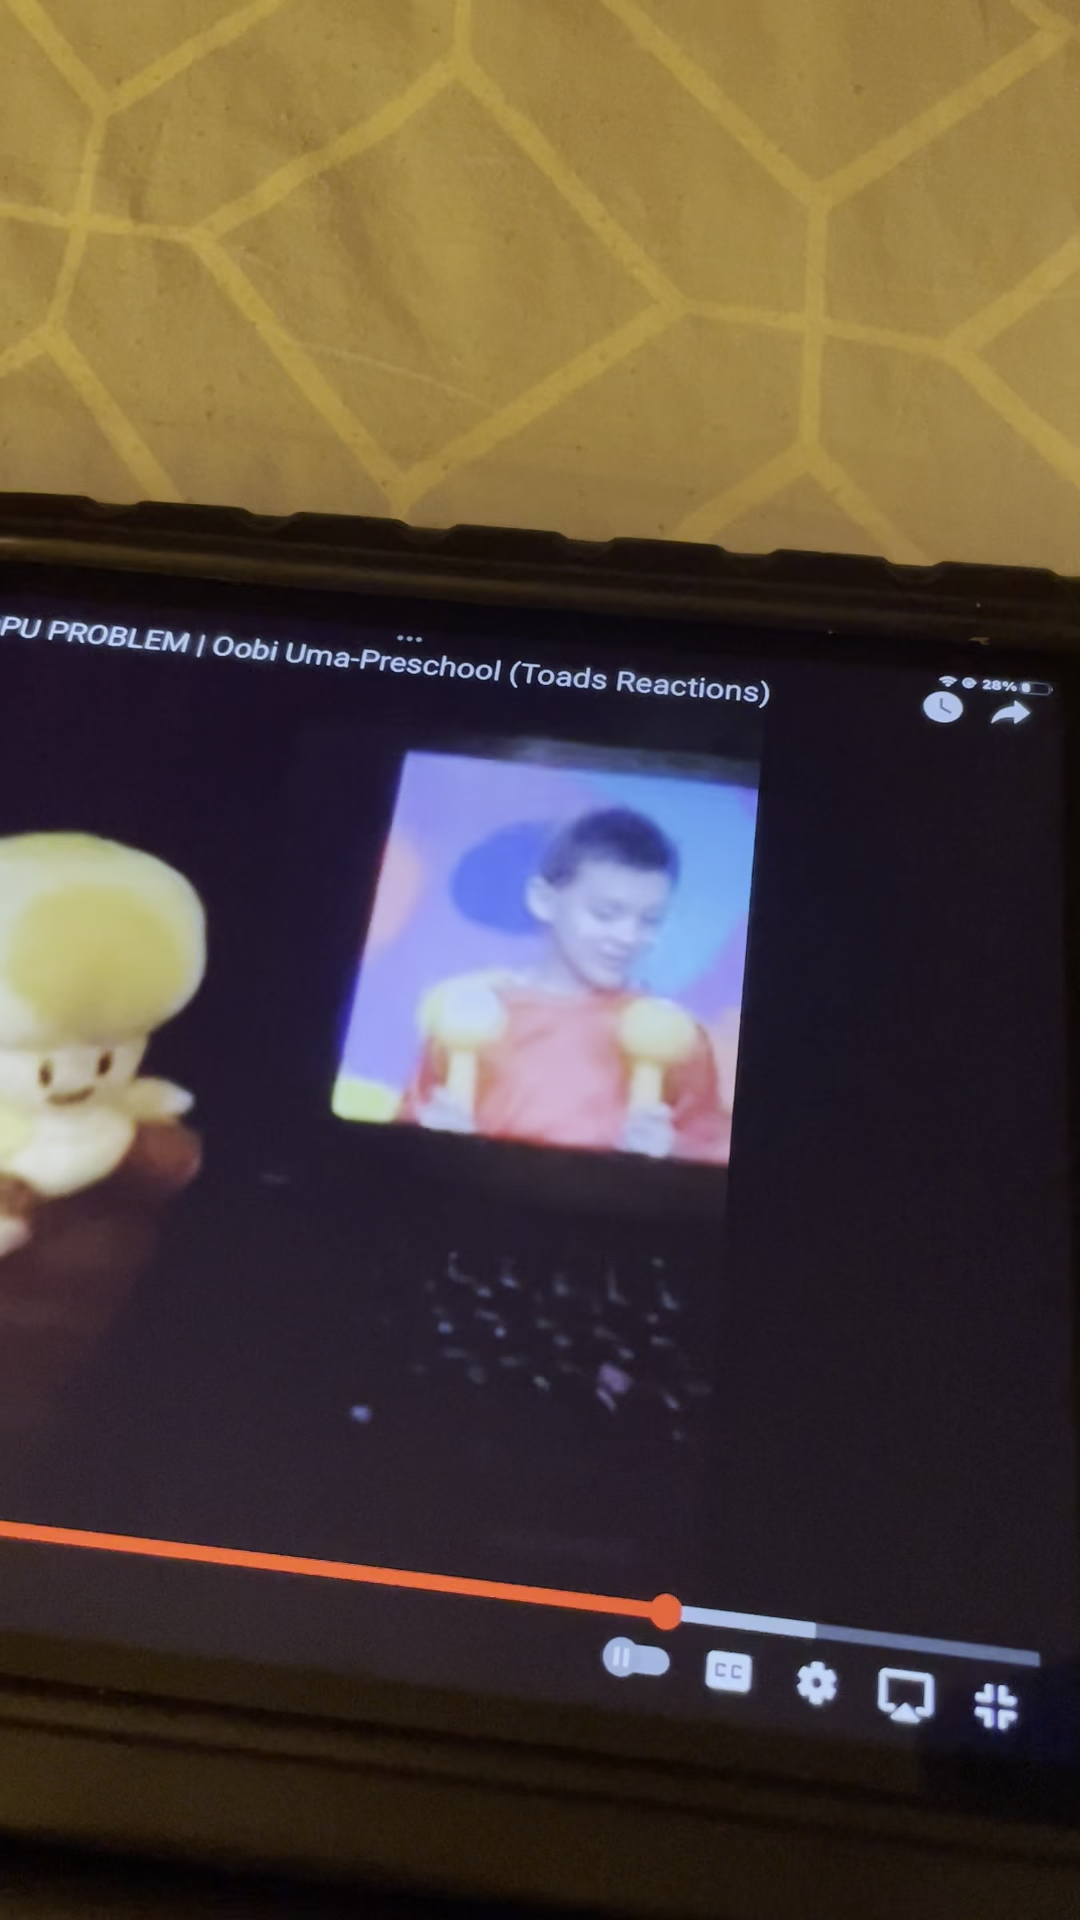 PU PROBLEM | Oobi Uma-Preschool (Toads Reactions)
28%
CC